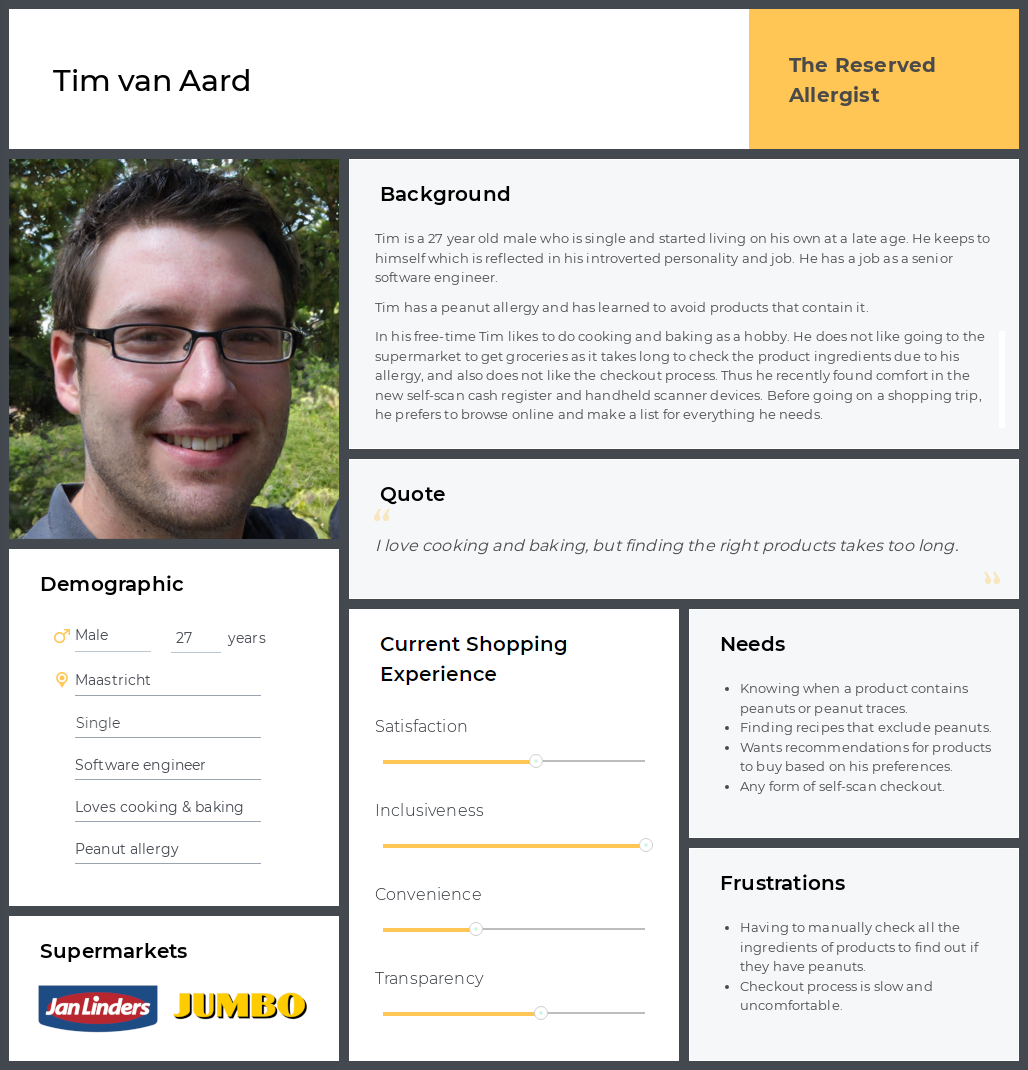 Tim van Aard
The Reserved
Allergist
Background
Tim is a 27 year old male who is single and started living on his own at a late age. He keeps to
himself which is reflected in his introverted personality and job. He has a job as a senior
software engineer.
Tim has a peanut allergy and has learned to avoid products that contain it.
In his free-time Tim likes to do cooking and baking as a hobby. He does not like going to the
supermarket to get groceries as it takes long to check the product ingredients due to his
allergy, and also does not like the checkout process. Thus he recently found comfort in the
new self-scan cash register and handheld scanner devices. Before going on a shopping trip,
he prefers to browse online and make a list for everything he needs.
Quote
“
I love cooking and baking, but finding the right products takes too long.
”
Demographic
Male 27 years
Maastricht
Single
Software engineer
Loves cooking & baking
Peanut allergy
Supermarkets
Jan Linders JUMBO
Current Shopping
Experience
Satisfaction
Inclusiveness
Convenience
Transparency
Needs
• Knowing when a product contains
peanuts or peanut traces.
• Finding recipes that exclude peanuts.
• Wants recommendations for products
to buy based on his preferences.
• Any form of self-scan checkout.
Frustrations
• Having to manually check all the
ingredients of products to find out if
they have peanuts.
• Checkout process is slow and
uncomfortable.